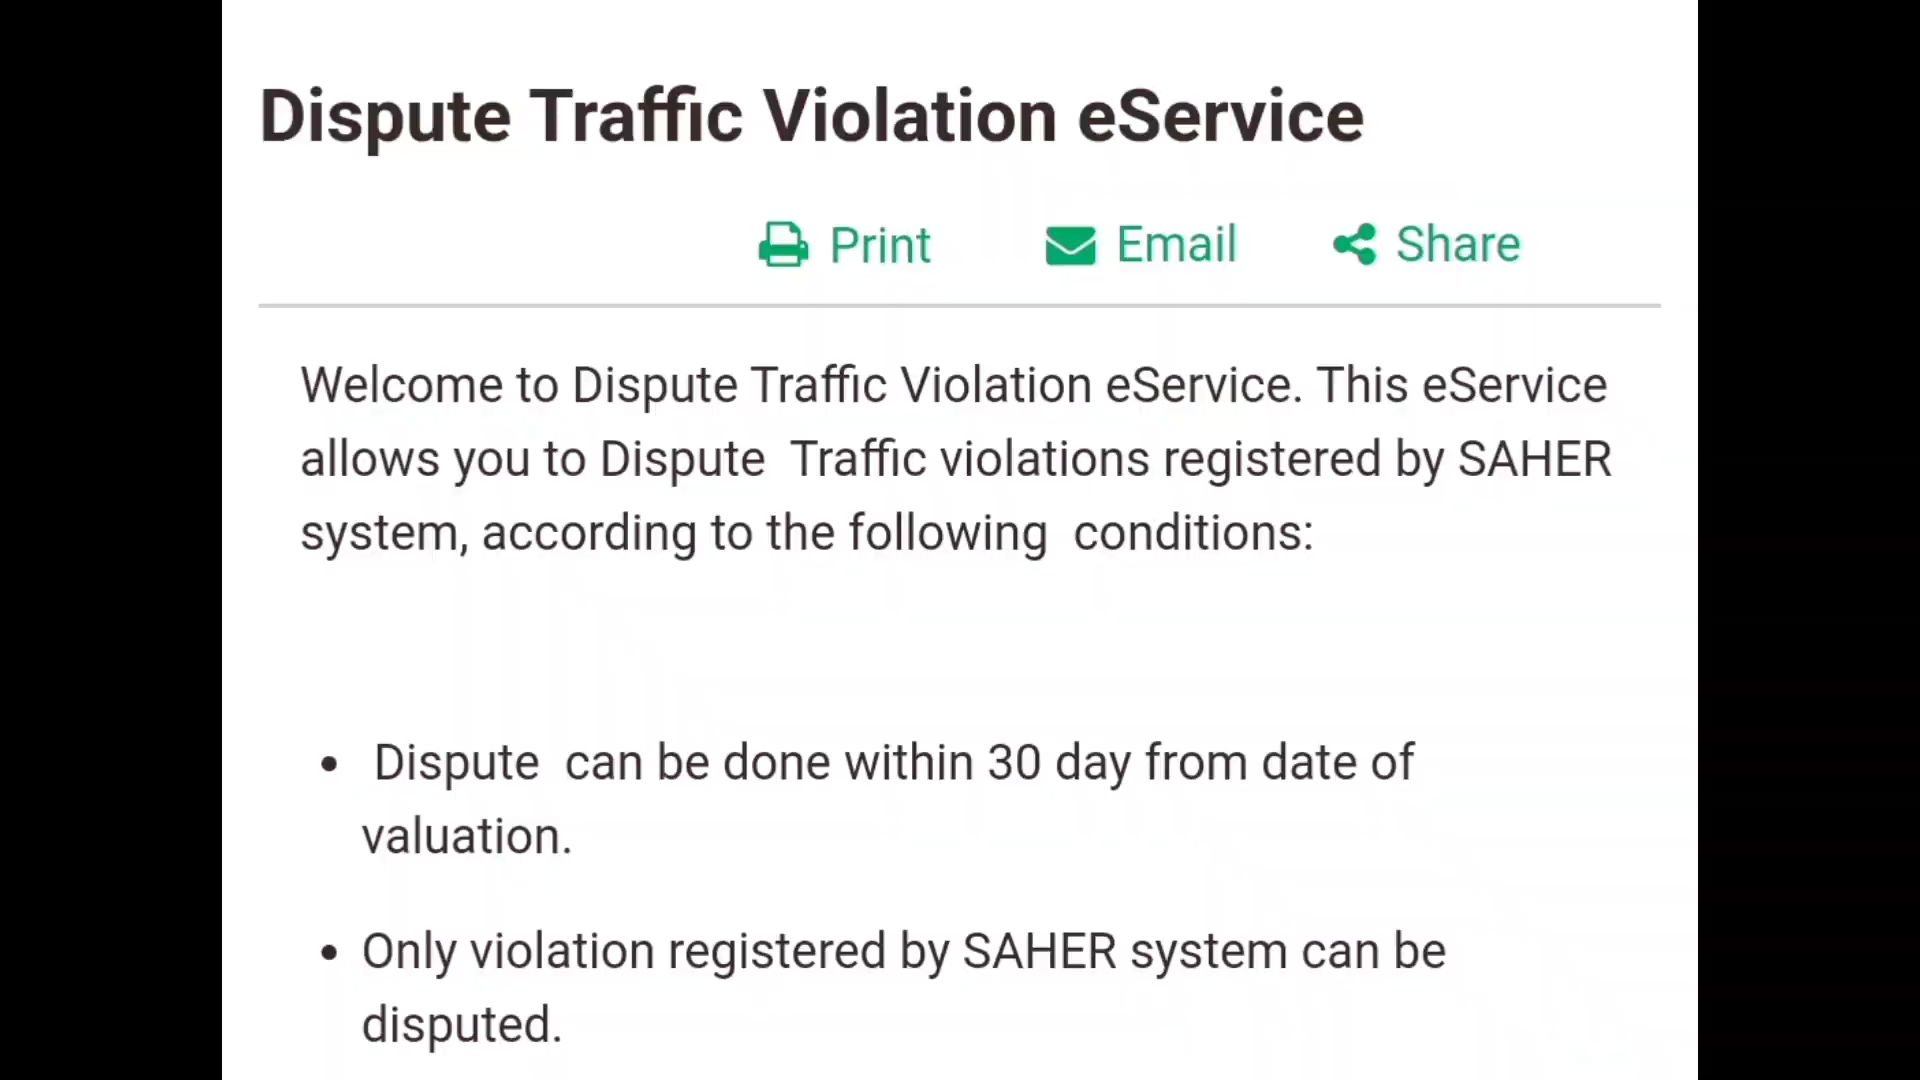 Dispute Traffic Violation eService
Print Email Share
Welcome to Dispute Traffic Violation eService. This eService
allows you to Dispute  Traffic violations registered by SAHER
system, according to the following  conditions:
• Dispute  can be done within 30 day from date of
valuation.
• Only violation registered by SAHER system can be
disputed.